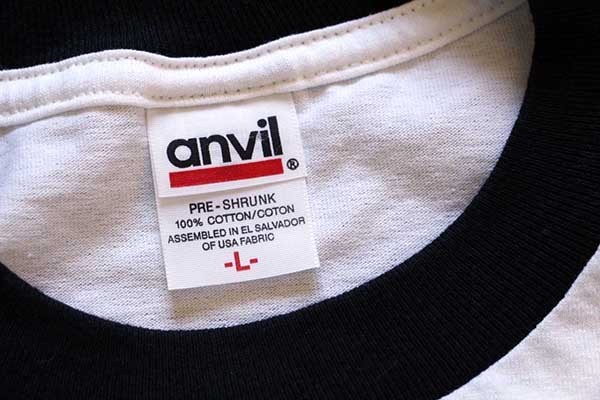 anvil®
PRE-SHRUNK
100% COTTON/COTON
ASSEMBLED IN EL SALVADOR
OF USA FABRIC
-L-